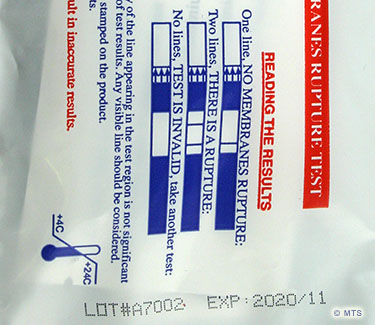 RANES RUPTURE TEST
READING THE RESULTS
One line, NO MEMBRANES RUPTURE:
Two lines, THERE IS A RUPTURE:
No lines, TEST IS INVALID, take another test:
y of the line appearing in the test region is not significant
of test results. Any visible line should be considered.
stamped on the product.
ult in inaccurate results.
+4C
+24C
LOT#A7002 EXP:2020/11
© MTS